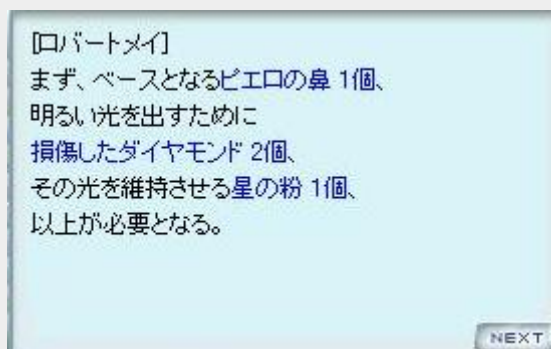 [ロバートメイ]
まず、ベースとなるピエロの鼻 1個、
明るい光を出すために
損傷したダイヤモンド 2個、
その光を維持させる星の粉 1個、
以上が必要となる。
NEXT